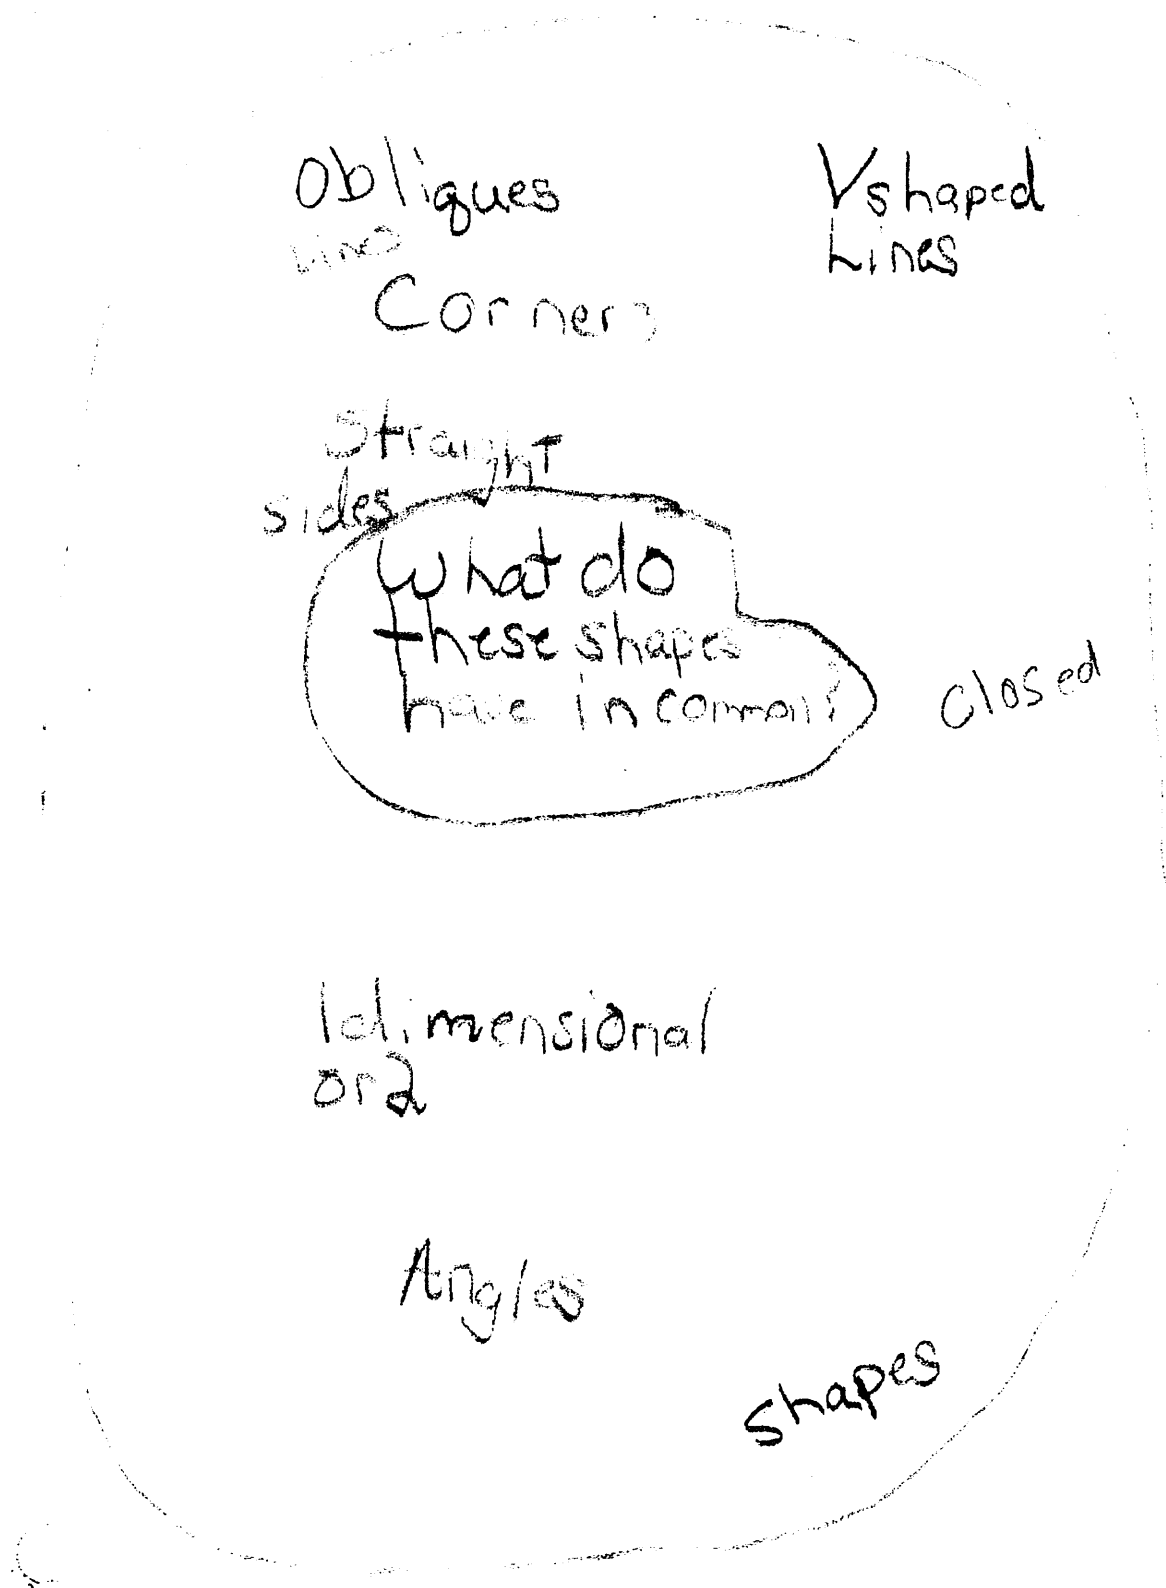 Obliques
Lines
Vshaped
Lines
Corners
Straight
sides
What do
these shapes
have in common?
closed
1dimensional
or 2
Angles
shapes